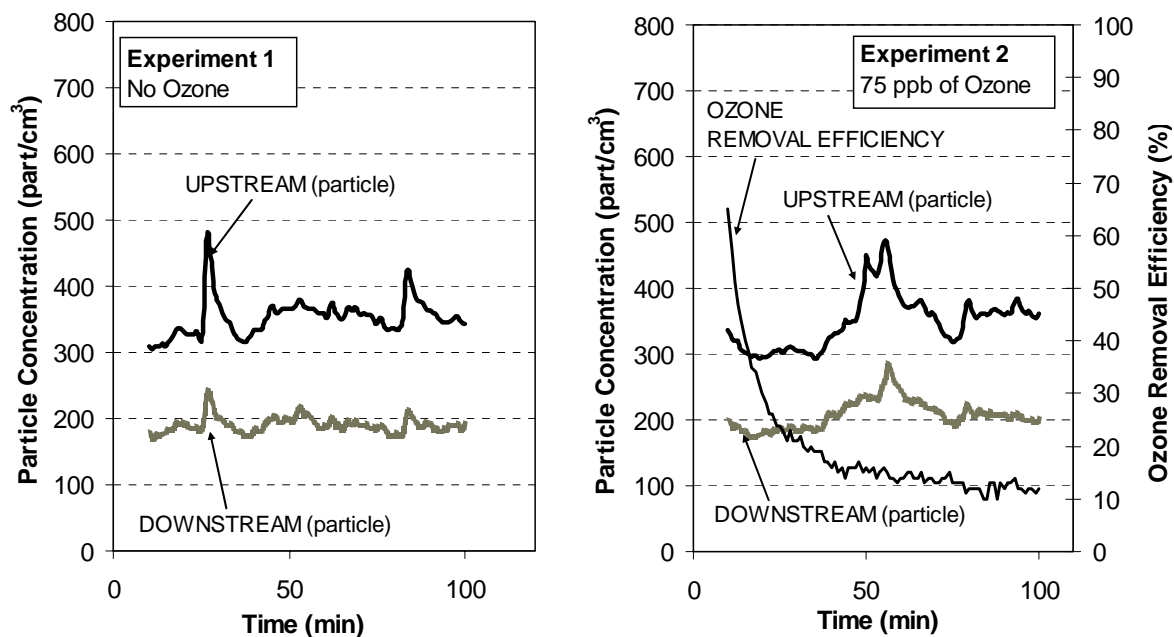 Experiment 1
No Ozone
UPSTREAM (particle)
DOWNSTREAM (particle)
Particle Concentration (part/cm³)
800
700
600
500
400
300
200
100
0
0
50
100
Time (min)
Experiment 2
75 ppb of Ozone
OZONE
REMOVAL EFFICIENCY
UPSTREAM (particle)
DOWNSTREAM (particle)
Particle Concentration (part/cm³)
800
700
600
500
400
300
200
100
0
0
50
100
Time (min)
100
90
80
70
60
50
40
30
20
10
0
Ozone Removal Efficiency (%)